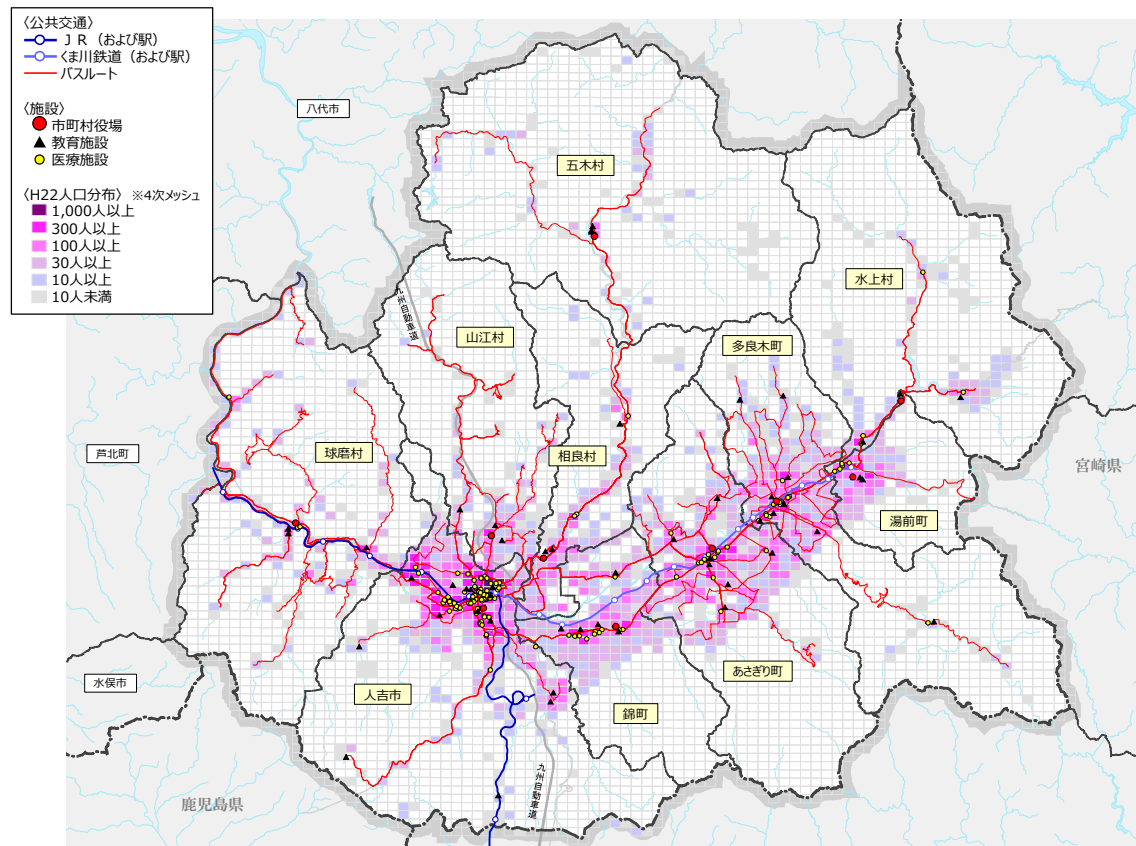 〈公共交通〉
ＪＲ（および駅）
くま川鉄道（および駅）
バスルート
〈施設〉
市町村役場
教育施設
医療施設
〈H22人口分布〉 ※4次メッシュ
1,000人以上
300人以上
100人以上
30人以上
10人以上
10人未満
八代市
五木村
水上村
九州自動車道
山江村
多良木町
芦北町
球磨村
相良村
宮崎県
湯前町
水俣市
人吉市
あさぎり町
錦町
九州自動車道
鹿児島県